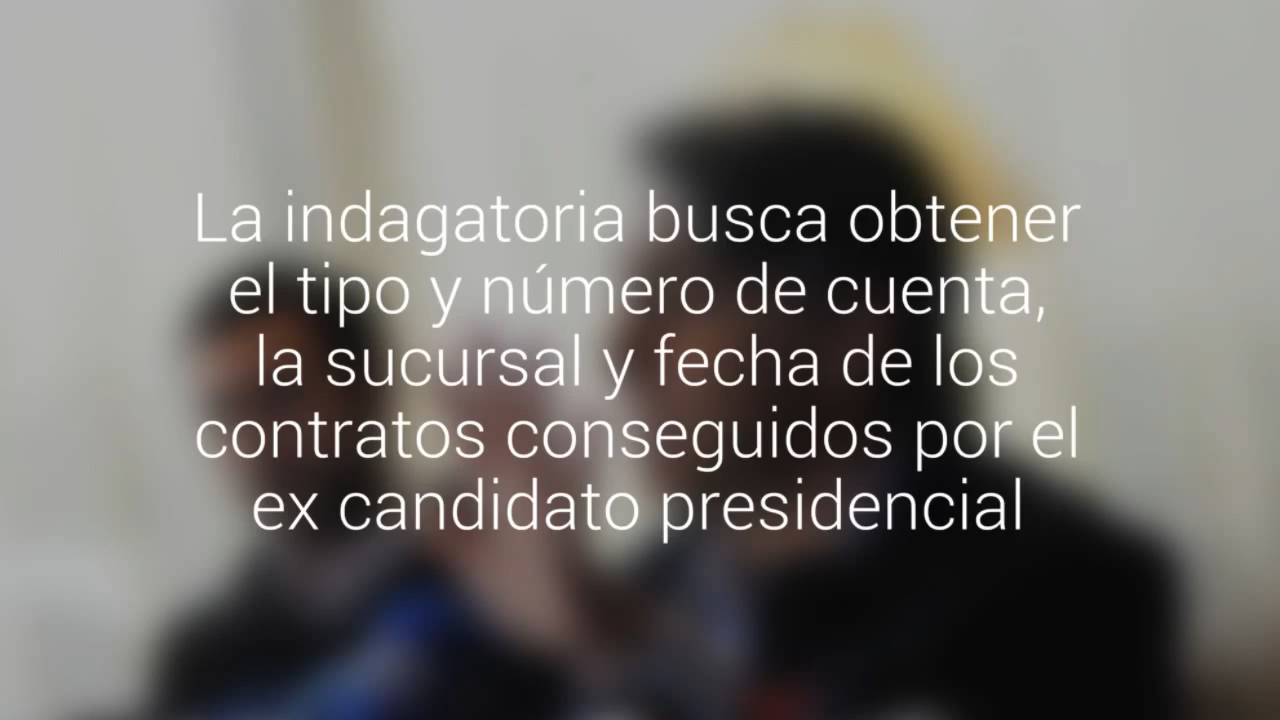 La indagatoria busca obtener
el tipo y número de cuenta,
la sucursal y fecha de los
contratos conseguidos por el
ex candidato presidencial